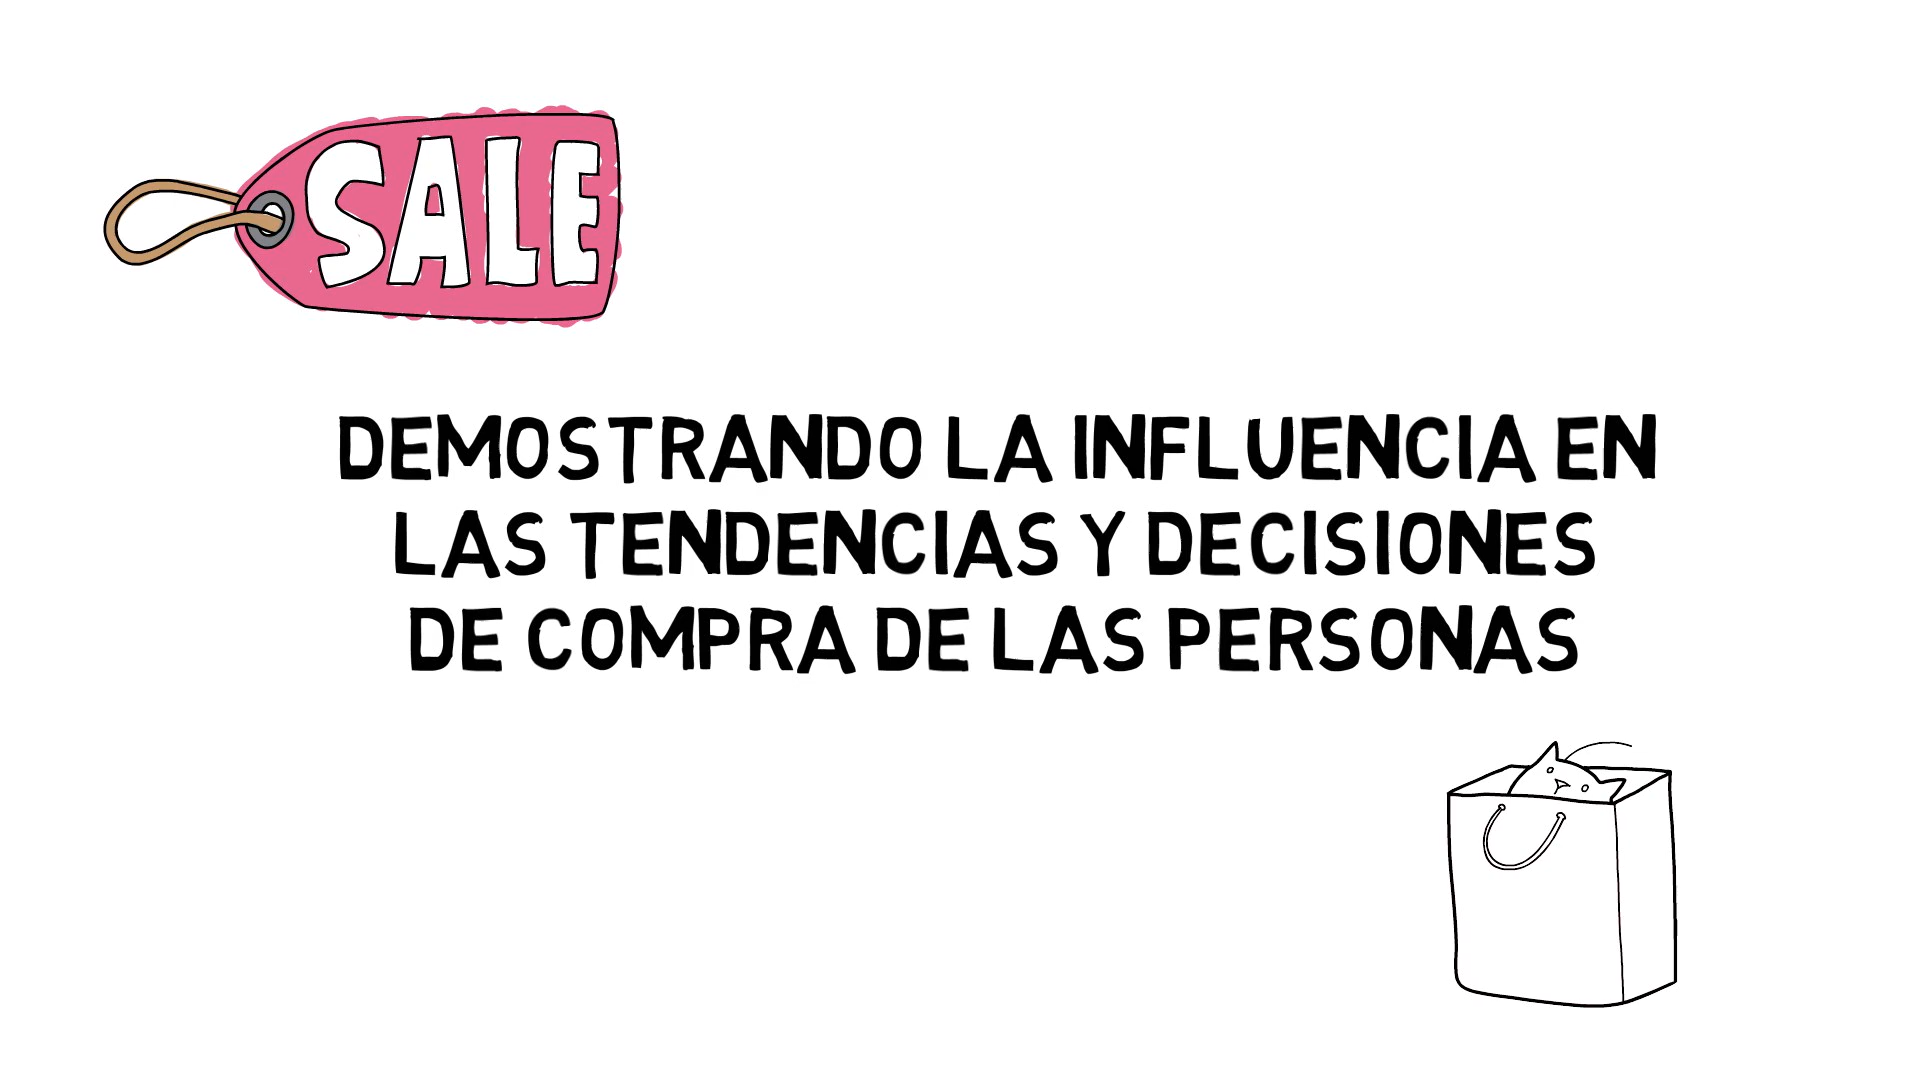 SALE
DEMOSTRANDO LA INFLUENCIA EN
LAS TENDENCIAS Y DECISIONES
DE COMPRA DE LAS PERSONAS